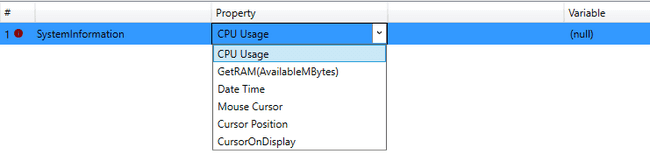 # Property Variable
1 SystemInformation CPU Usage (null)
CPU Usage
GetRAM(AvailableMBytes)
Date Time
Mouse Cursor
Cursor Position
CursorOnDisplay